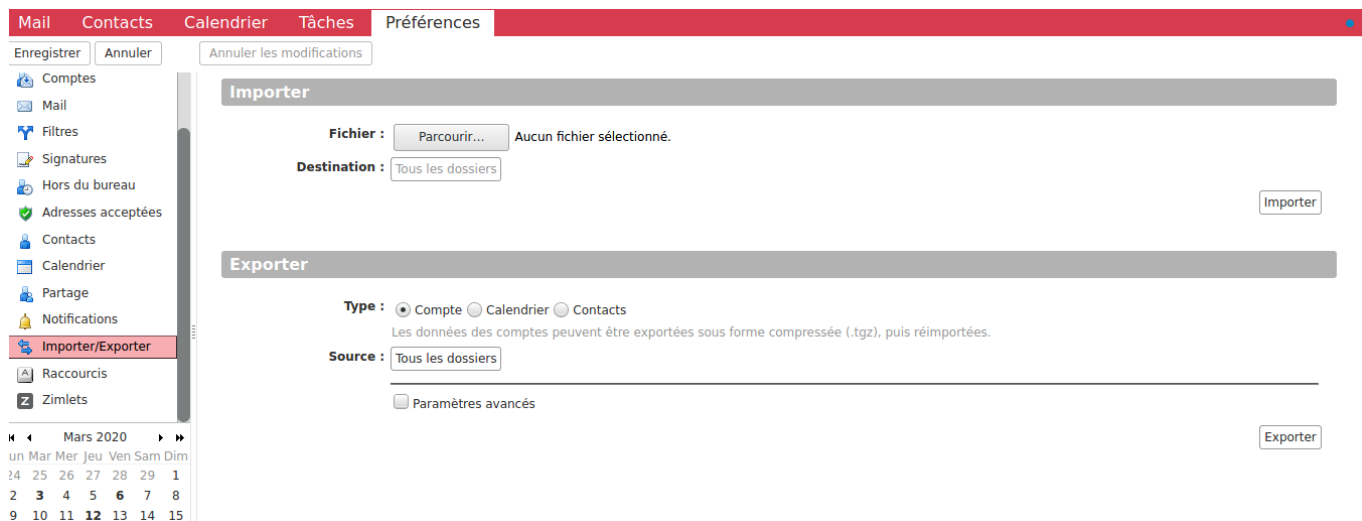 Mail Contacts Calendrier Tâches Préférences
Enregistrer Annuler Annuler les modifications
Comptes
Mail
Filtres
Signatures
Hors du bureau
Adresses acceptées
Contacts
Calendrier
Partage
Notifications
Importer/Exporter
Raccourcis
Zimlets
Mars 2020
Mar Mer Jeu Ven Sam Dim
24 25 26 27 28 29 1
2 3 4 5 6 7 8
9 10 11 12 13 14 15
Importer
Fichier : Parcourir... Aucun fichier sélectionné.
Destination : Tous les dossiers
Importer
Exporter
Type : Compte Calendrier Contacts
Les données des comptes peuvent être exportées sous forme compressée (.tgz), puis réimportées.
Source : Tous les dossiers
Paramètres avancés
Exporter